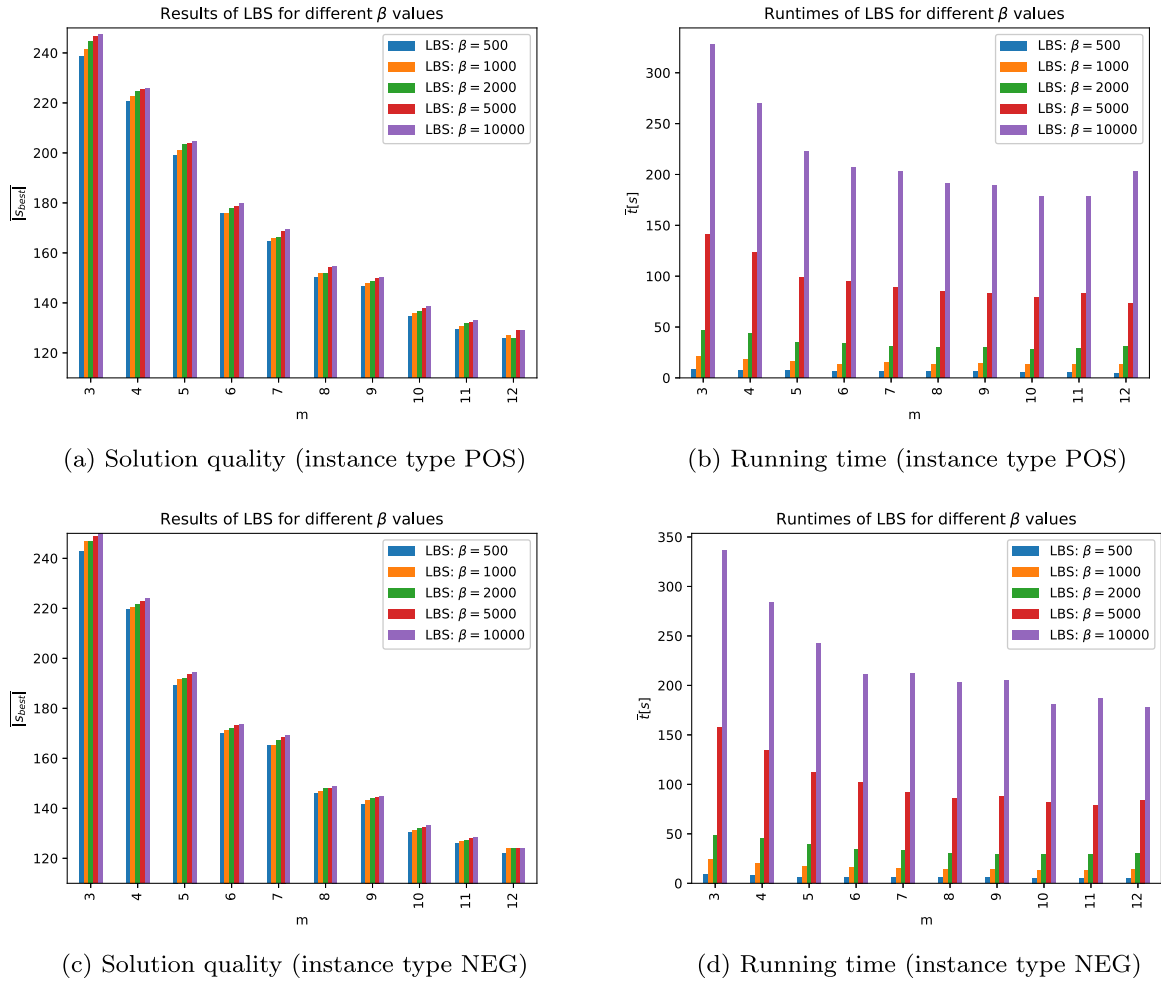 Results of LBS for different β values
240
220
200
180
160
140
120
|s_best|
3 4 5 6 7 8 9 10 11 12
m
LBS: β = 500
LBS: β = 1000
LBS: β = 2000
LBS: β = 5000
LBS: β = 10000
(a) Solution quality (instance type POS)
Runtimes of LBS for different β values
300
250
200
150
100
50
0
t̄[s]
3 4 5 6 7 8 9 10 11 12
m
LBS: β = 500
LBS: β = 1000
LBS: β = 2000
LBS: β = 5000
LBS: β = 10000
(b) Running time (instance type POS)
Results of LBS for different β values
240
220
200
180
160
140
120
|s_best|
3 4 5 6 7 8 9 10 11 12
m
LBS: β = 500
LBS: β = 1000
LBS: β = 2000
LBS: β = 5000
LBS: β = 10000
(c) Solution quality (instance type NEG)
Runtimes of LBS for different β values
350
300
250
200
150
100
50
0
t̄[s]
3 4 5 6 7 8 9 10 11 12
m
LBS: β = 500
LBS: β = 1000
LBS: β = 2000
LBS: β = 5000
LBS: β = 10000
(d) Running time (instance type NEG)